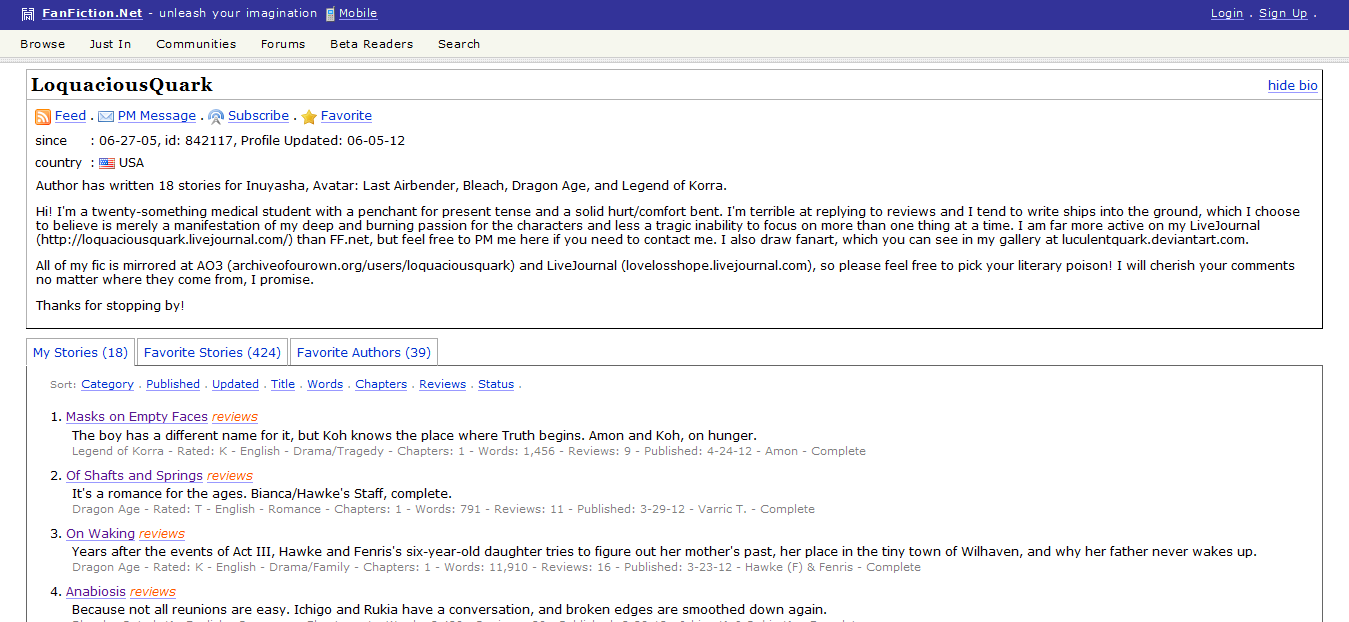 FanFiction.Net - unleash your imagination Mobile Login . Sign Up .
Browse Just In Communities Forums Beta Readers Search
LoquaciousQuark hide bio
Feed . PM Message . Subscribe . Favorite
since : 06-27-05, id: 842117, Profile Updated: 06-05-12
country : USA
Author has written 18 stories for Inuyasha, Avatar: Last Airbender, Bleach, Dragon Age, and Legend of Korra.
Hi! I'm a twenty-something medical student with a penchant for present tense and a solid hurt/comfort bent. I'm terrible at replying to reviews and I tend to write ships into the ground, which I choose
to believe is merely a manifestation of my deep and burning passion for the characters and less a tragic inability to focus on more than one thing at a time. I am far more active on my LiveJournal
(http://loquaciousquark.livejournal.com/) than FF.net, but feel free to PM me here if you need to contact me. I also draw fanart, which you can see in my gallery at luculentquark.deviantart.com.
All of my fic is mirrored at AO3 (archiveofourown.org/users/loquaciousquark) and LiveJournal (lovelosshope.livejournal.com), so please feel free to pick your literary poison! I will cherish your comments
no matter where they come from, I promise.
Thanks for stopping by!
My Stories (18) Favorite Stories (424) Favorite Authors (39)
Sort: Category . Published . Updated . Title . Words . Chapters . Reviews . Status .
1. Masks on Empty Faces reviews
The boy has a different name for it, but Koh knows the place where Truth begins. Amon and Koh, on hunger.
Legend of Korra - Rated: K - English - Drama/Tragedy - Chapters: 1 - Words: 1,456 - Reviews: 9 - Published: 4-24-12 - Amon - Complete
2. Of Shafts and Springs reviews
It's a romance for the ages. Bianca/Hawke's Staff, complete.
Dragon Age - Rated: T - English - Romance - Chapters: 1 - Words: 791 - Reviews: 11 - Published: 3-29-12 - Varric T. - Complete
3. On Waking reviews
Years after the events of Act III, Hawke and Fenris's six-year-old daughter tries to figure out her mother's past, her place in the tiny town of Wilhaven, and why her father never wakes up.
Dragon Age - Rated: K - English - Drama/Family - Chapters: 1 - Words: 11,910 - Reviews: 16 - Published: 3-23-12 - Hawke (F) & Fenris - Complete
4. Anabiosis reviews
Because not all reunions are easy. Ichigo and Rukia have a conversation, and broken edges are smoothed down again.